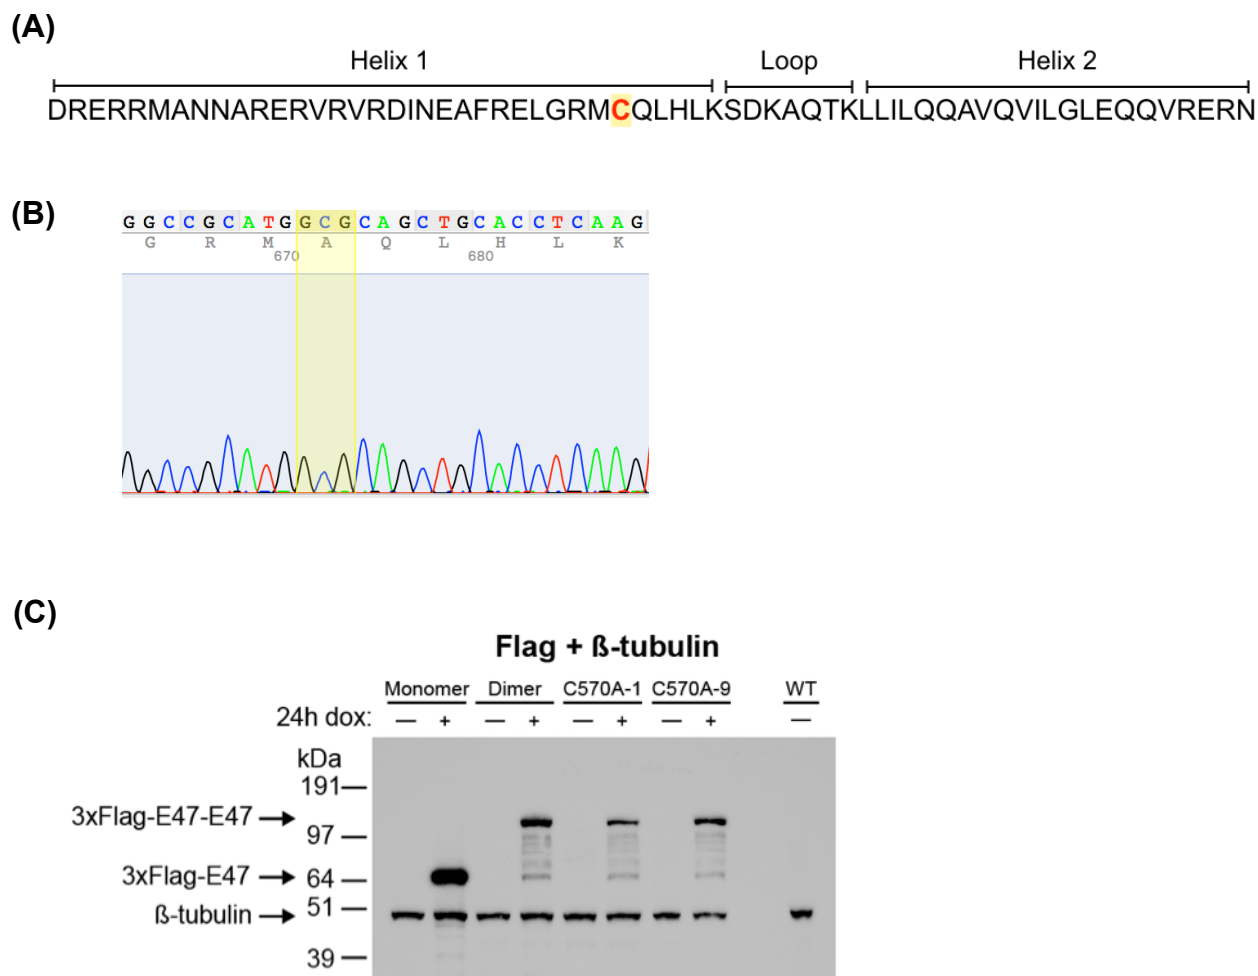 (A)
Helix 1 Loop Helix 2
DRERRMANNARERVRVRDINEAFRELGRMCQLHLKSDKAQTKLLILQQAVQVILGLEQQVRERN
(B)
G G C C G C A T G G C G C A G C T G C A C C T C A A G
G R M A Q L H L K
670 680
(C)
Flag + ß-tubulin
Monomer Dimer C570A-1 C570A-9 WT
24h dox: — + — + — + — + —
kDa
191
3xFlag-E47-E47
97
3xFlag-E47 64
51
ß-tubulin
39